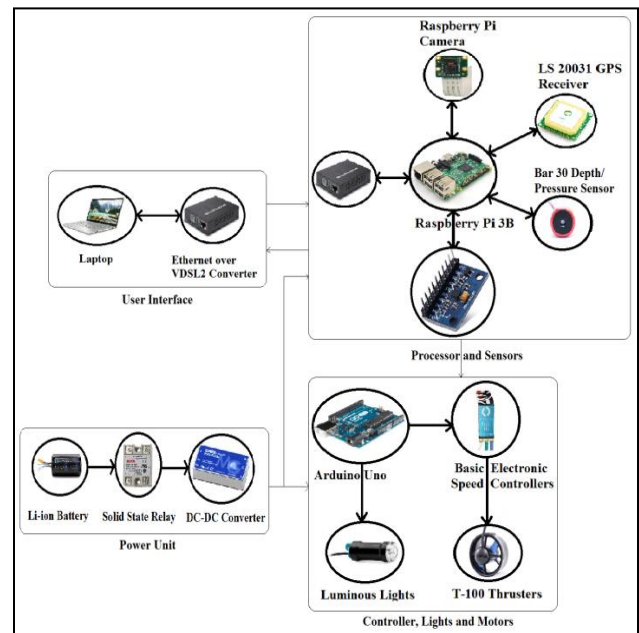 Raspberry Pi
Camera
LS 20031 GPS
Receiver
Bar 30 Depth/
Pressure Sensor
Raspberry Pi 3B
Laptop
Ethernet over
VDSL2 Converter
User Interface
Processor and Sensors
Arduino Uno
Basic Electronic
Speed Controllers
Li-ion Battery
Solid State Relay
DC-DC Converter
Power Unit
Luminous Lights
T-100 Thrusters
Controller, Lights and Motors